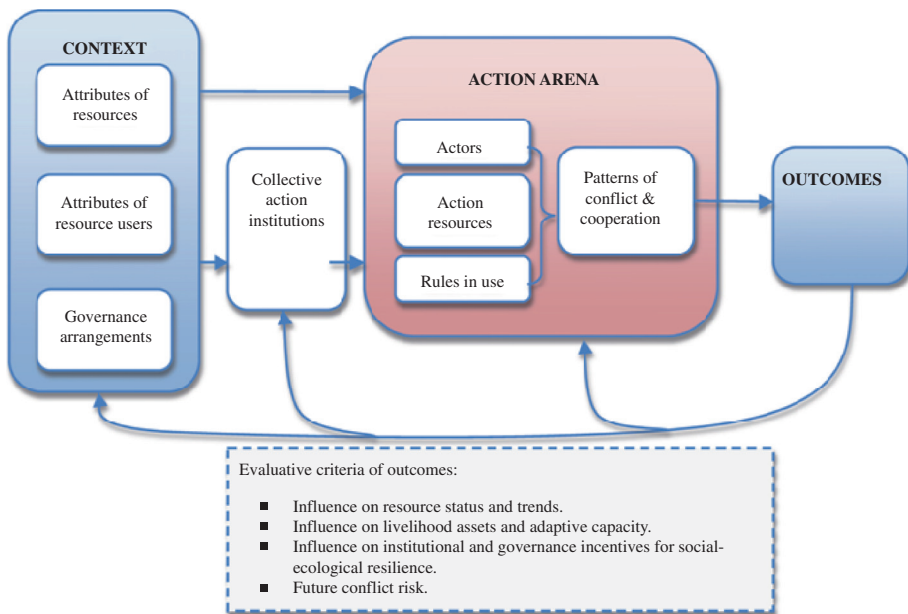 CONTEXT
Attributes of
resources
Attributes of
resource users
Governance
arrangements
Collective
action
institutions
ACTION ARENA
Actors
Action
resources
Rules in use
Patterns of
conflict &
cooperation
OUTCOMES
Evaluative criteria of outcomes:
■ Influence on resource status and trends.
■ Influence on livelihood assets and adaptive capacity.
■ Influence on institutional and governance incentives for social-
ecological resilience.
■ Future conflict risk.